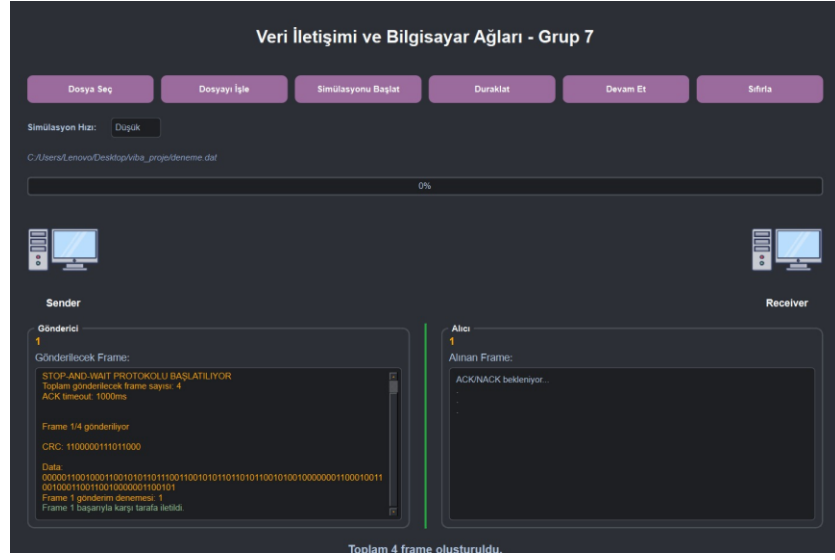 Veri İletişimi ve Bilgisayar Ağları - Grup 7
Dosya Seç
Dosyayı İşle
Simülasyonu Başlat
Duraklat
Devam Et
Sıfırla
Simülasyon Hızı:
Düşük
C:/Users/Lenovo/Desktop/viba_proje/deneme.dat
0%
Sender
Receiver
Gönderici
1
Gönderilecek Frame:
STOP-AND-WAIT PROTOKOLU BAŞLATILIYOR
Toplam gönderilecek frame sayısı: 4
ACK timeout: 1000ms
Frame 1/4 gönderiliyor
CRC: 1100000111011000
Data:
Frame 1 gönderim denemesi: 1
Frame 1 başarıyla karşı tarafa iletildi.
Alıcı
1
Alınan Frame:
ACK/NACK bekleniyor...
.
.
.
Toplam 4 frame oluşturuldu.